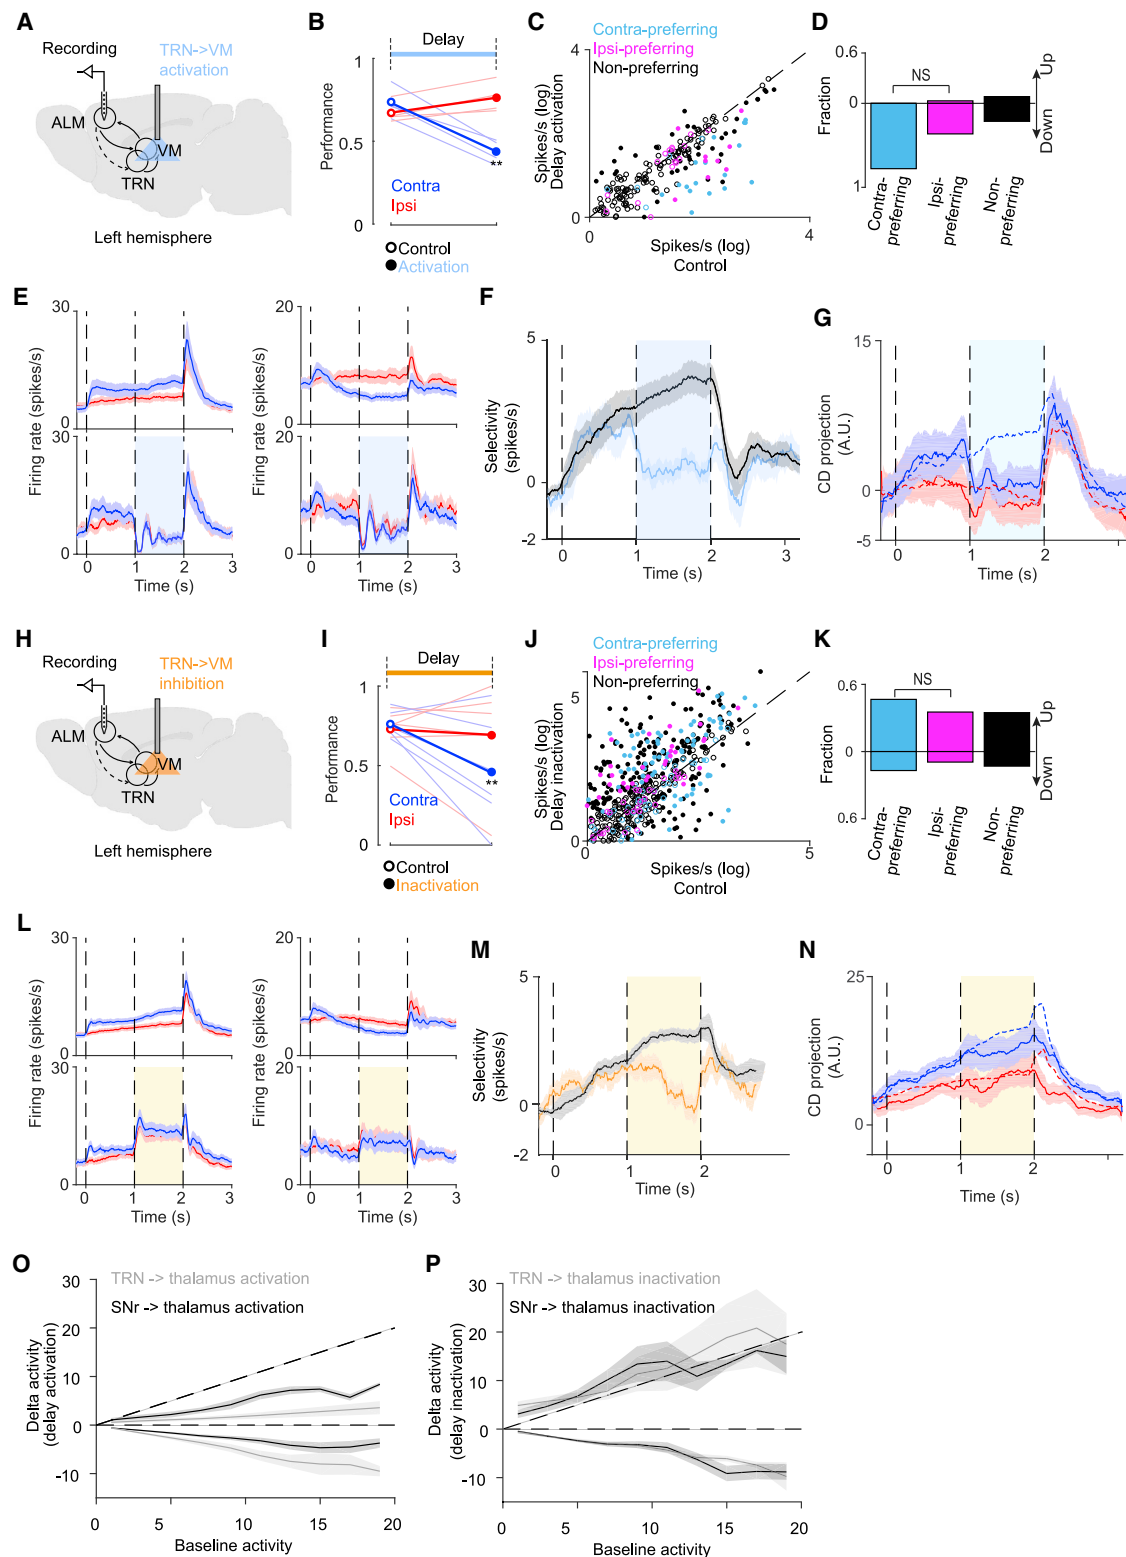 A
Recording
TRN->VM
activation
ALM
VM
TRN
Left hemisphere
B
Delay
1
0.5
0
Performance
**
Contra
Ipsi
Control
Activation
C
Contra-preferring
Ipsi-preferring
Non-preferring
4
Spikes/s (log)
Delay activation
0
0
4
Spikes/s (log)
Control
D
0.6
NS
0
1
Fraction
Up
Down
Contra-
preferring
Ipsi-
preferring
Non-
preferring
E
30
0
30
0
Firing rate (spikes/s)
0 1 2 3
Time (s)
20
0
20
0
Firing rate (spikes/s)
0 1 2 3
Time (s)
F
5
0
-2
Selectivity
(spikes/s)
0 1 2 3
Time (s)
G
15
0
-5
CD projection
(A.U.)
0 1 2
Time (s)
H
Recording
TRN->VM
inhibition
ALM
VM
TRN
Left hemisphere
I
Delay
1
0.5
0
Performance
**
Contra
Ipsi
Control
Inactivation
J
Contra-preferring
Ipsi-preferring
Non-preferring
5
Spikes/s (log)
Delay inactivation
0
0
5
Spikes/s (log)
Control
K
0.6
NS
0
0.6
Fraction
Up
Down
Contra-
preferring
Ipsi-
preferring
Non-
preferring
L
30
0
30
0
Firing rate (spikes/s)
0 1 2 3
Time (s)
20
0
20
0
Firing rate (spikes/s)
0 1 2 3
Time (s)
M
5
0
-2
Selectivity
(spikes/s)
0 1 2
Time (s)
N
25
0
CD projection
(A.U.)
0 1 2
Time (s)
O
TRN -> thalamus activation
SNr -> thalamus activation
30
20
10
0
-10
Delta activity
(delay activation)
0 5 10 15 20
Baseline activity
P
TRN -> thalamus inactivation
SNr -> thalamus inactivation
30
20
10
0
-10
Delta activity
(delay inactivation)
0 5 10 15 20
Baseline activity